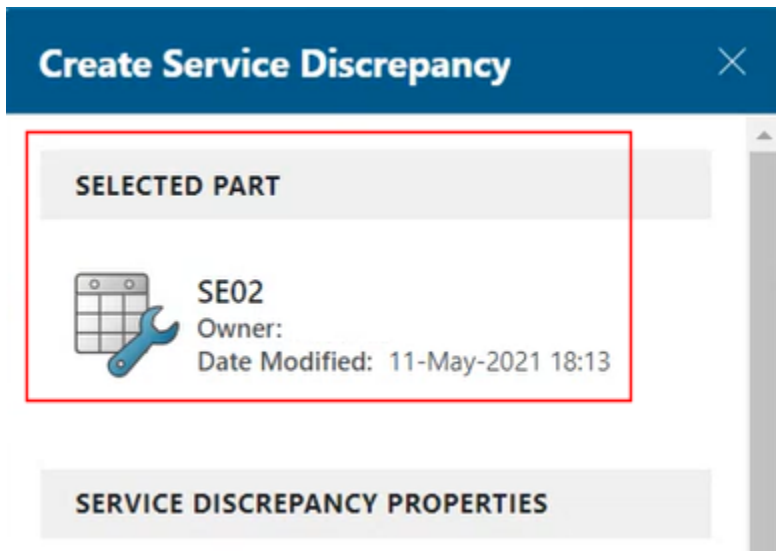 Create Service Discrepancy
SELECTED PART
SE02
Owner:
Date Modified: 11-May-2021 18:13
SERVICE DISCREPANCY PROPERTIES